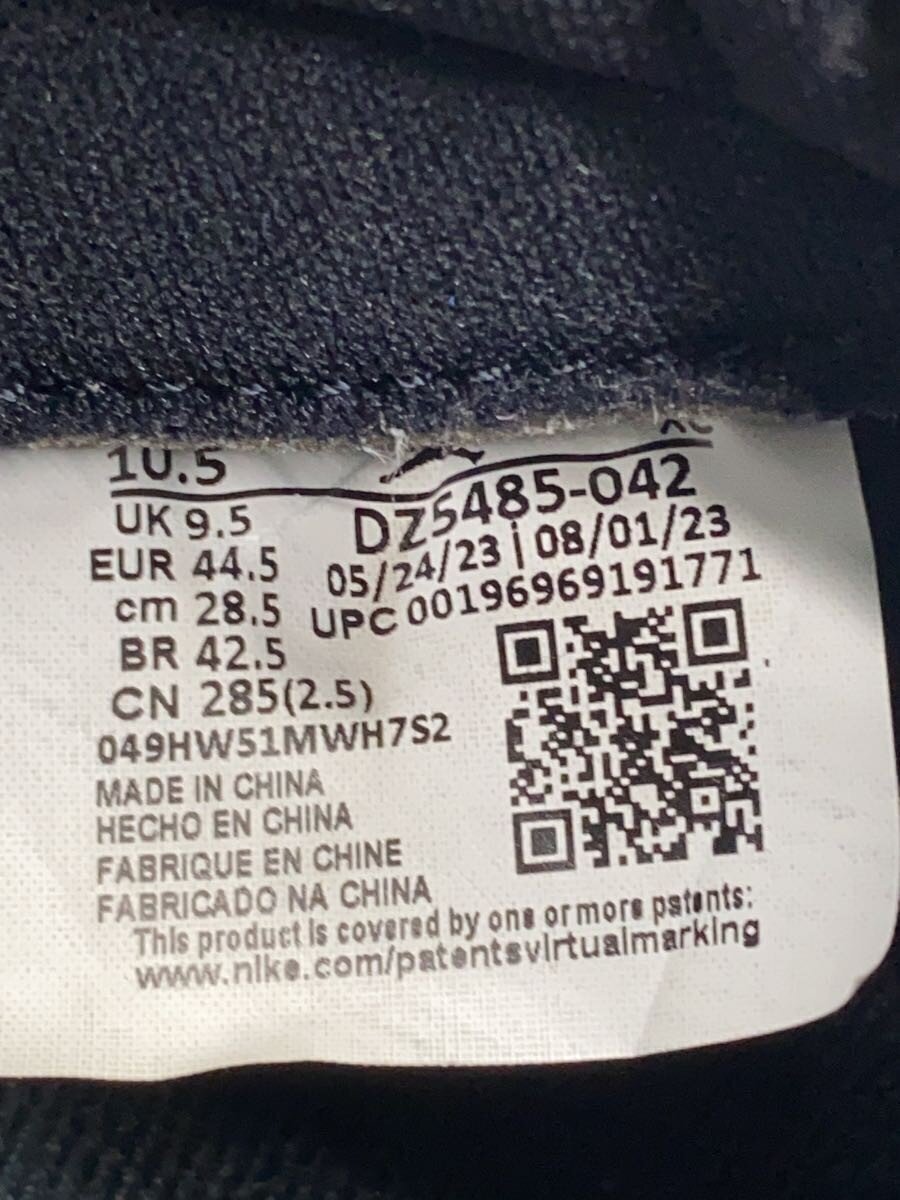 10.5
UK 9.5
EUR 44.5
cm 28.5
BR 42.5
CN 285(2.5)
DZ5485-042
05/24/23 | 08/01/23
UPC 00196969191771
049HW51MWH7S2
MADE IN CHINA
HECHO EN CHINA
FABRIQUE EN CHINE
FABRICADO NA CHINA
This product is covered by one or more patents:
www.nike.com/patentsvirtualmarking